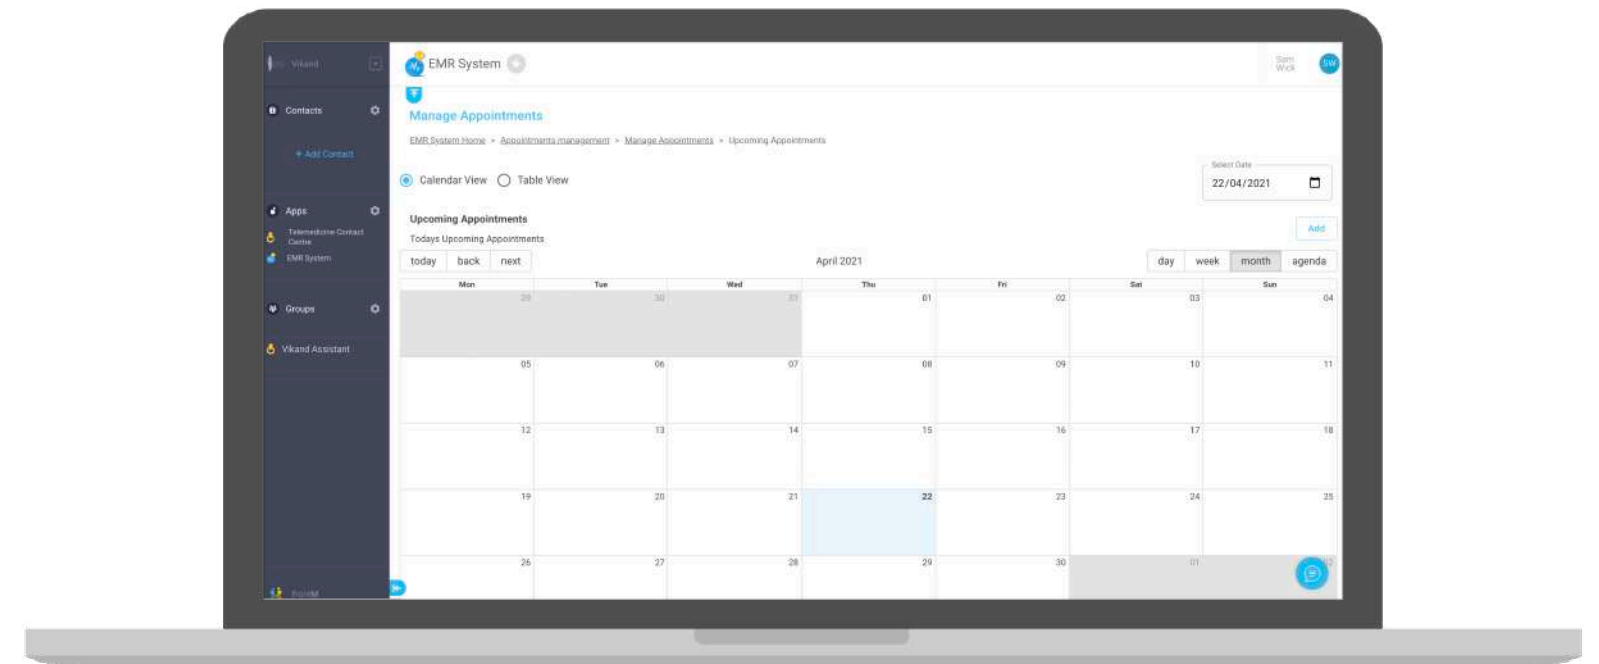 Vikand
EMR System
Sam
Wick
SW
Contacts
+ Add Contact
Apps
Telemedicine Contact
Centre
EMR System
Groups
Vikand Assistant
Manage Appointments
EMR System Home > Appointments management > Manage Appointments > Upcoming Appointments
Calendar View Table View
Select Date
22/04/2021
Upcoming Appointments
Add
Todays Upcoming Appointments
today back next April 2021 day week month agenda
Mon Tue Wed Thu Fri Sat Sun
29 30 31 01 02 03 04
05 06 07 08 09 10 11
12 13 14 15 16 17 18
19 20 21 22 23 24 25
26 27 28 29 30 01